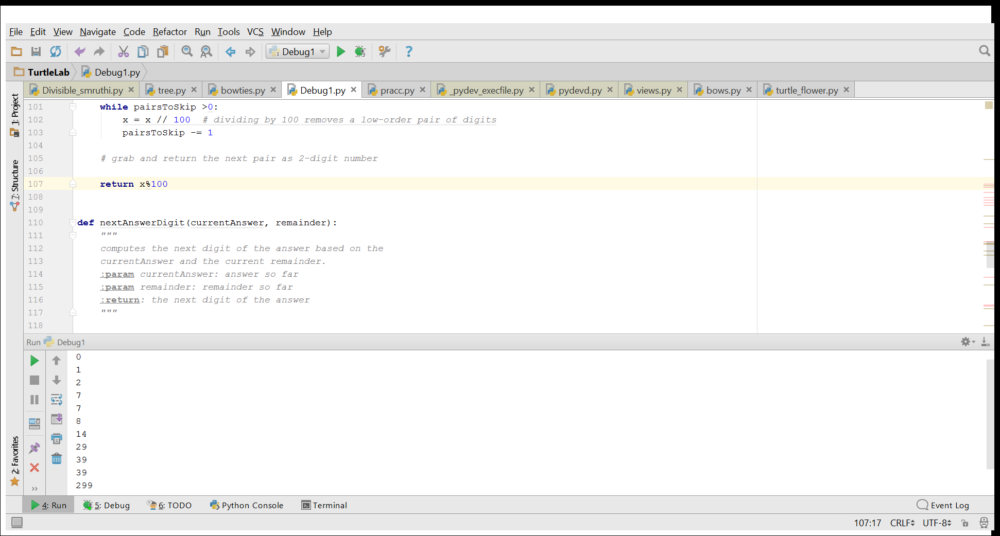 File Edit View Navigate Code Refactor Run Tools VCS Window Help
3 Debug1 3 ?
TurtleLab Debug1.py
Divisible_smruthi.py tree.py bowties.py Debug1.py pracc.py _pydev_execfile.py pydevd.py views.py bows.py turtle_flower.py
1: Project
7: Structure
2: Favorites
101 while pairsToSkip >0:
102 x = x // 100 # dividing by 100 removes a low-order pair of digits
103 pairsToSkip -= 1
104
105 # grab and return the next pair as 2-digit number
106
107 return x%100
108
109
110 def nextAnswerDigit(currentAnswer, remainder):
111 """
112 computes the next digit of the answer based on the
113 currentAnswer and the current remainder.
114 :param currentAnswer: answer so far
115 :param remainder: remainder so far
116 :return: the next digit of the answer
117 """
118
Run Debug1
0
1
2
7
7
8
14
29
39
39
299
4: Run 5: Debug 6: TODO Python Console Terminal Event Log
107:17 CRLF UTF-8